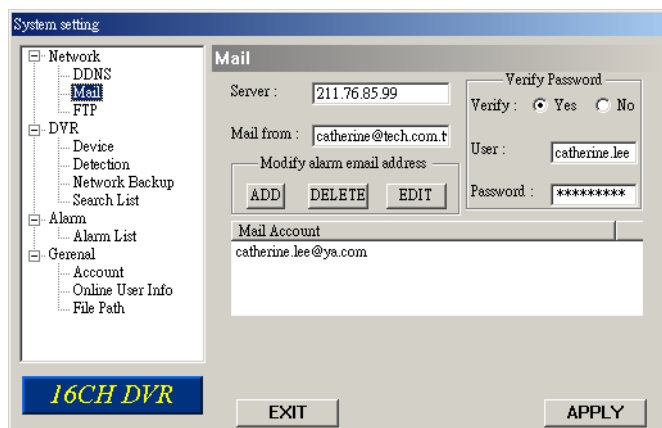 System setting
Network
DDNS
Mail
FTP
DVR
Device
Detection
Network Backup
Search List
Alarm
Alarm List
Gerenal
Account
Online User Info
File Path
16CH DVR
Mail
Server : 211.76.85.99
Mail from : catherine@tech.com.t
Modify alarm email address
ADD DELETE EDIT
Verify Password
Verify : Yes No
User : catherine.lee
Password : *********
Mail Account
catherine.lee@ya.com
EXIT APPLY